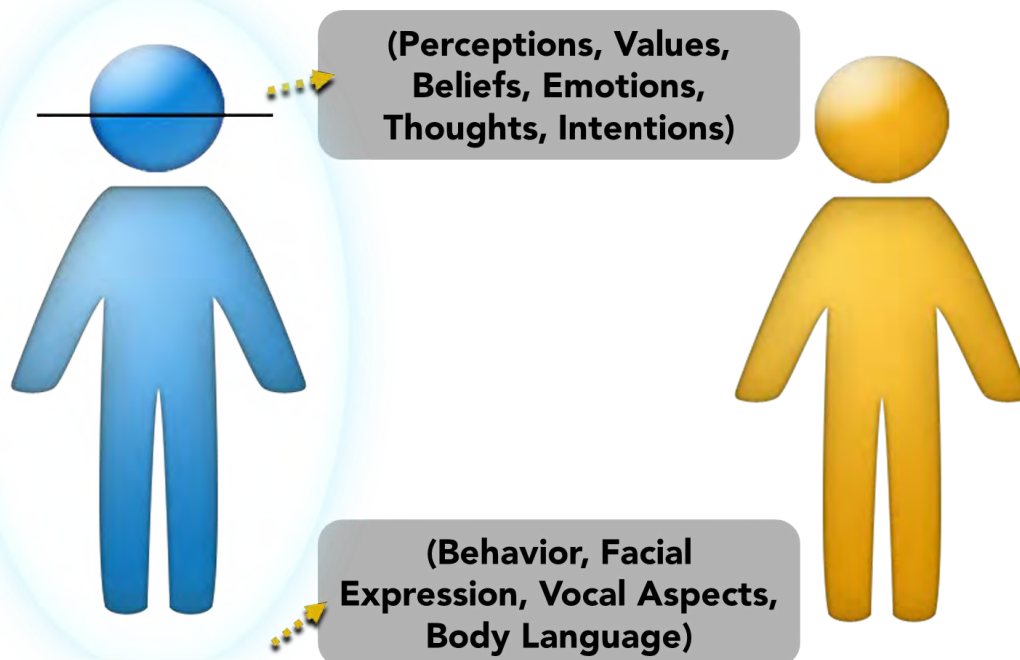 (Perceptions, Values,
Beliefs, Emotions,
Thoughts, Intentions)
(Behavior, Facial
Expression, Vocal Aspects,
Body Language)